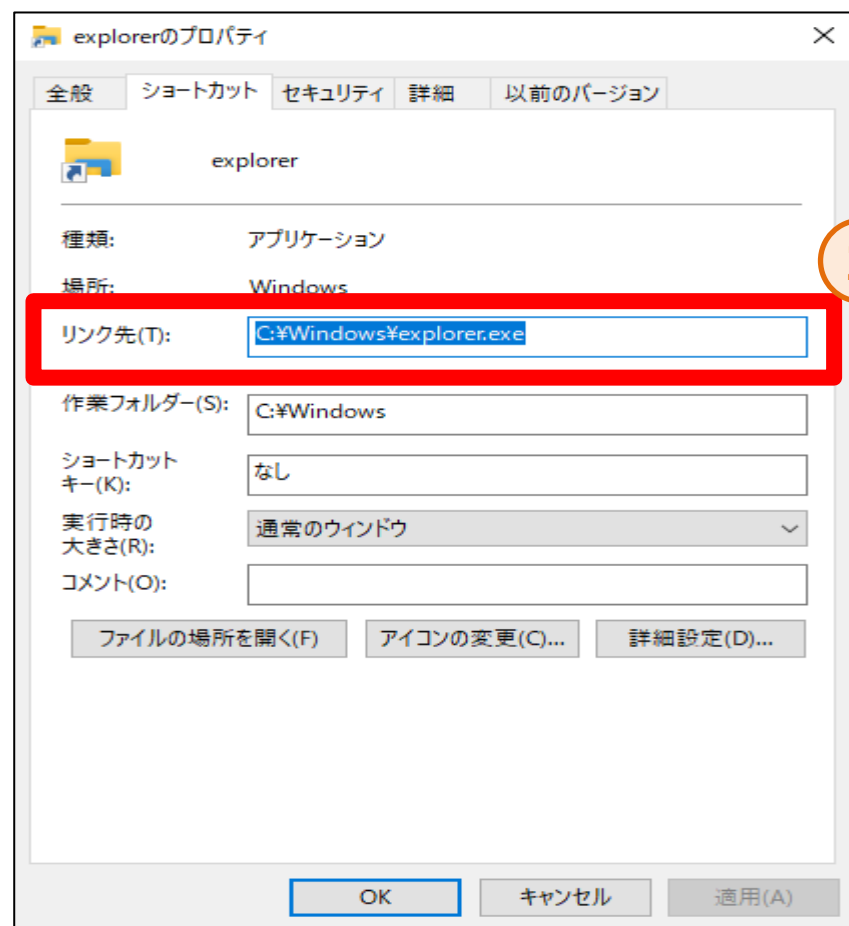 explorerのプロパティ
全般 ショートカット セキュリティ 詳細 以前のバージョン
explorer
種類: アプリケーション
場所: Windows
リンク先(T): C:¥Windows¥explorer.exe
作業フォルダー(S): C:¥Windows
ショートカット
キー(K): なし
実行時の
大きさ(R): 通常のウィンドウ
コメント(O):
ファイルの場所を開く(F) アイコンの変更(C)... 詳細設定(D)...
OK キャンセル 適用(A)